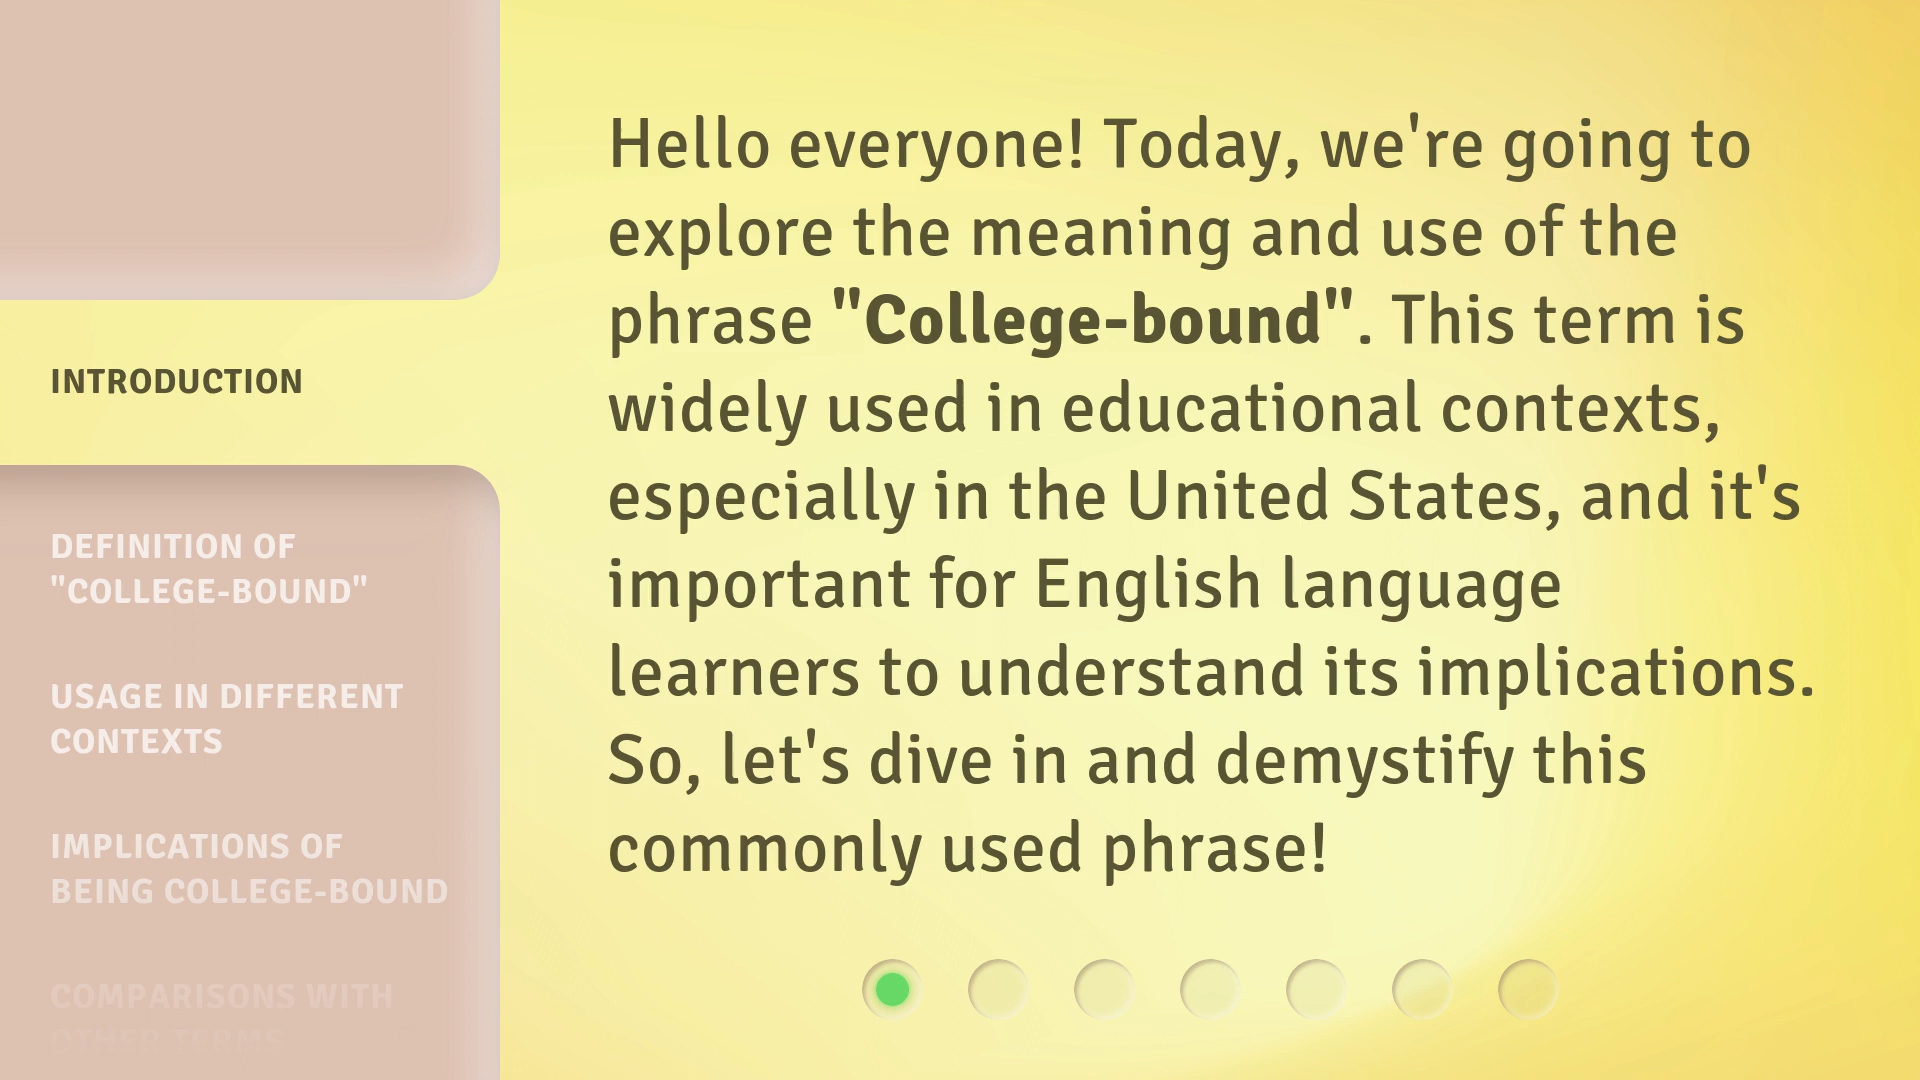 INTRODUCTION
DEFINITION OF
"COLLEGE-BOUND"
USAGE IN DIFFERENT
CONTEXTS
IMPLICATIONS OF
BEING COLLEGE-BOUND
COMPARISONS WITH
OTHER TERMS
Hello everyone! Today, we're going to
explore the meaning and use of the
phrase "College-bound". This term is
widely used in educational contexts,
especially in the United States, and it's
important for English language
learners to understand its implications.
So, let's dive in and demystify this
commonly used phrase!